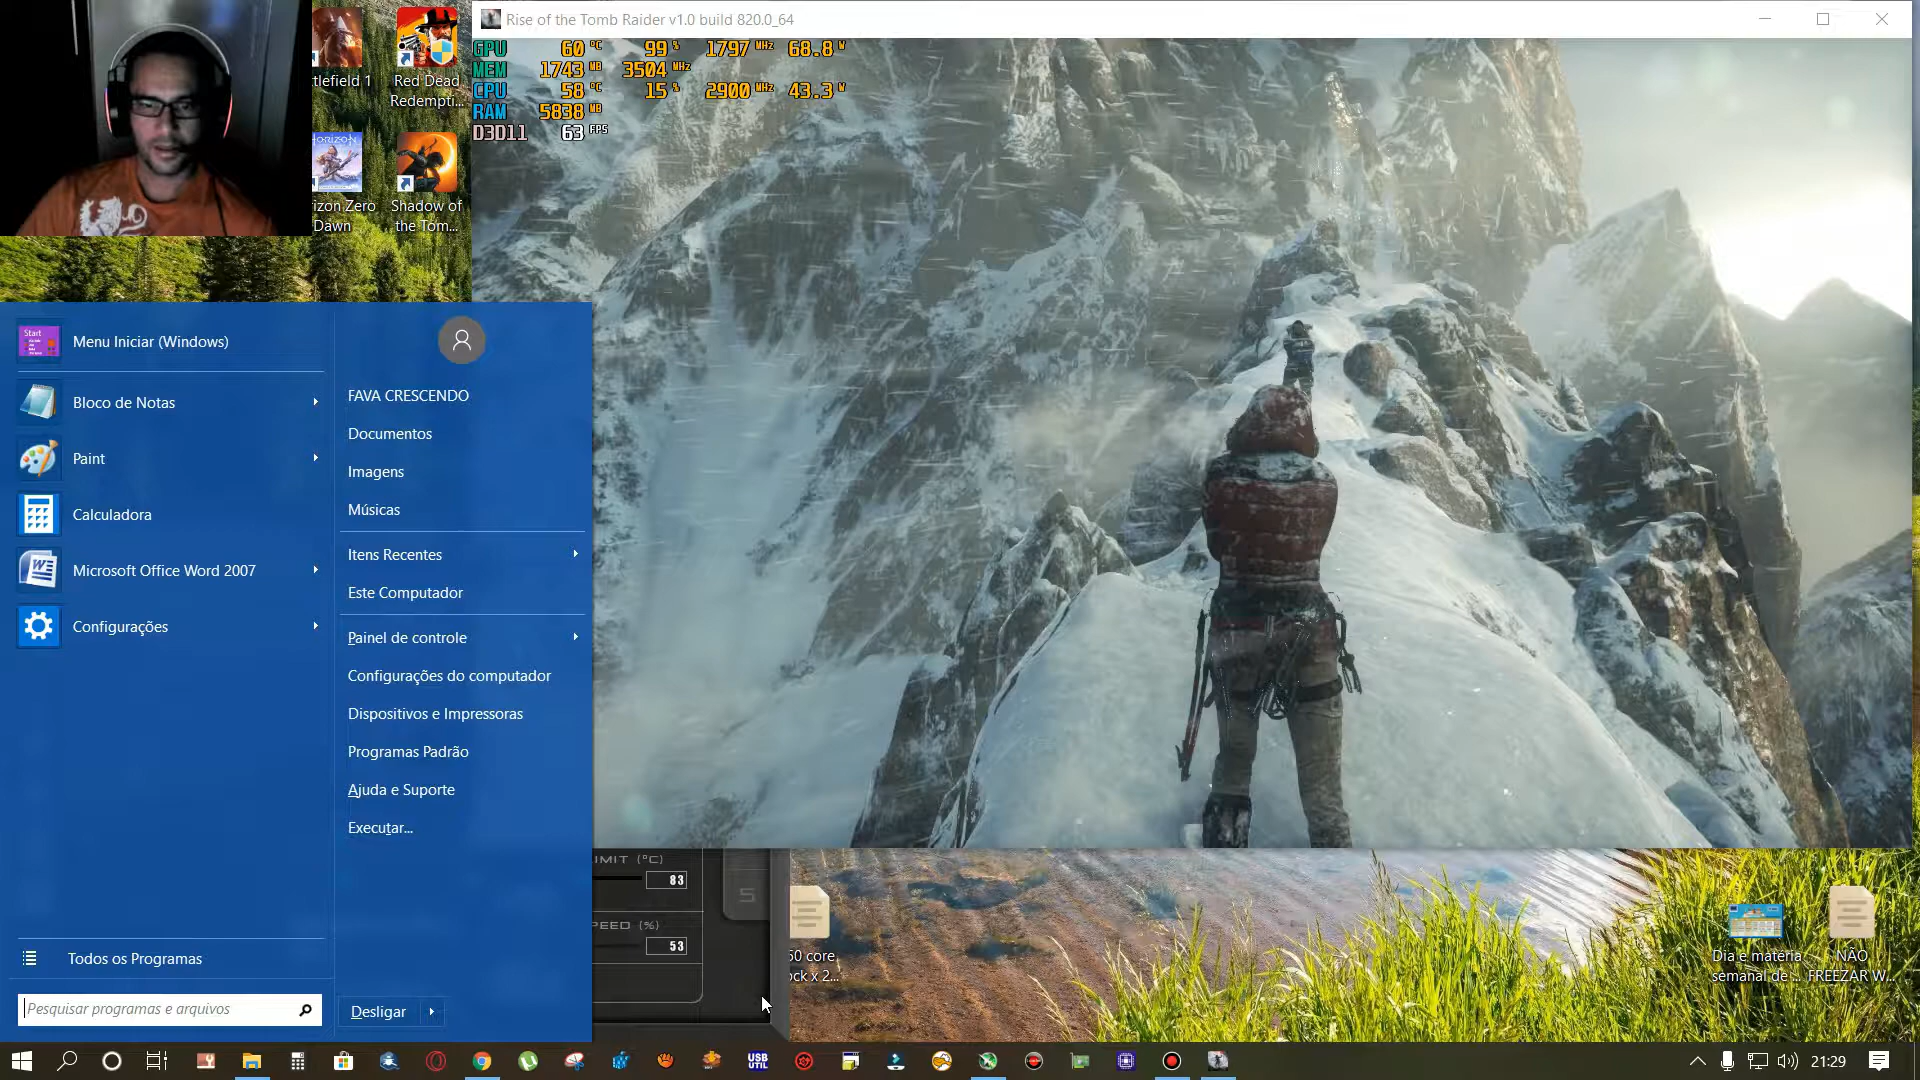 Rise of the Tomb Raider v1.0 build 820.0_64
GPU 60 °C 99 % 1797 MHz 68.8 W
MEM 1743 MB 3504 MHz
CPU 58 °C 15 % 2900 MHz 43.3 W
RAM 5838 MB
D3D11 63 FPS
ttlefield 1
Red Dead
Redempti...
HORIZON
izon Zero
Dawn
Shadow of
the Tom...
Start
Menu Iniciar (Windows)
Bloco de Notas
Paint
Calculadora
Microsoft Office Word 2007
Configurações
Todos os Programas
Pesquisar programas e arquivos
FAVA CRESCENDO
Documentos
Imagens
Músicas
Itens Recentes
Este Computador
Painel de controle
Configurações do computador
Dispositivos e Impressoras
Programas Padrão
Ajuda e Suporte
Executar...
Desligar
IMIT (°C)
83
PEED (%)
53
S
50 core
ock x 2...
Dia e matéria
semanal de ...
NÃO
FREEZAR W...
USB
UTIL
21:29